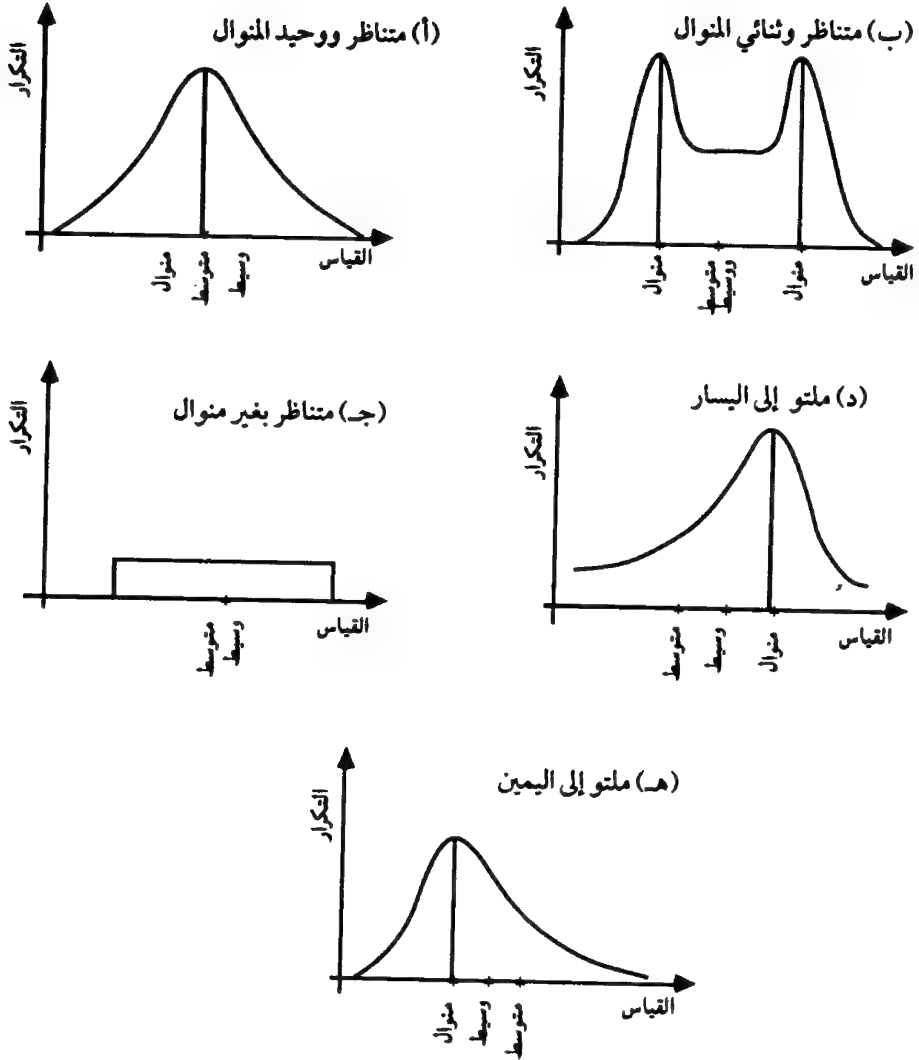 (أ) متناظر ووحيد المنوال
التكرار
القياس
منوال
متوسط
وسيط
(ب) متناظر وثنائي المنوال
التكرار
القياس
منوال
متوسط
ووسيط
منوال
(جـ) متناظر بغير منوال
التكرار
القياس
متوسط
وسيط
(د) ملتو إلى اليسار
التكرار
القياس
متوسط
وسيط
منوال
(هـ) ملتو إلى اليمين
التكرار
القياس
منوال
وسيط
متوسط